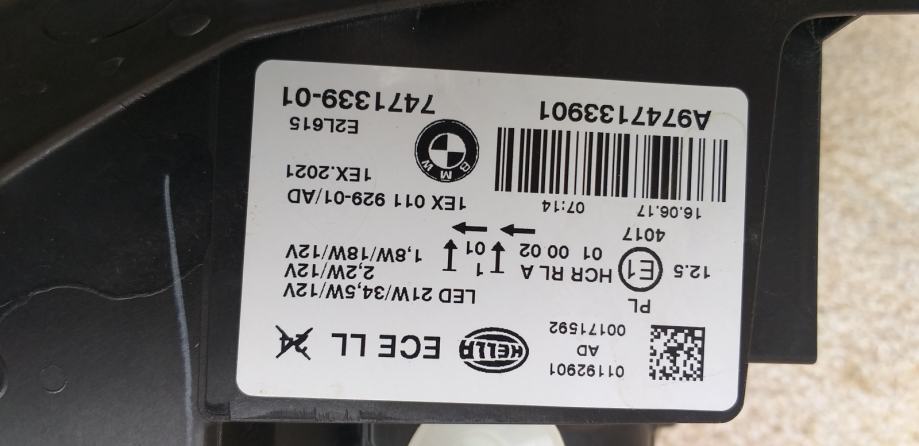 01192901
AD
00171592
HELLA
ECE LL
24
PL
12.5 E1 HCR RL A
01 00 02
1 01
4017
LED 21W/34,5W/12V
2,2W/12V
1,8W/18W/12V
16.06.17 07:14
1EX 011 929-01/AD
1EX.2021
BMW
E2L615
A9747133901
7471339-01